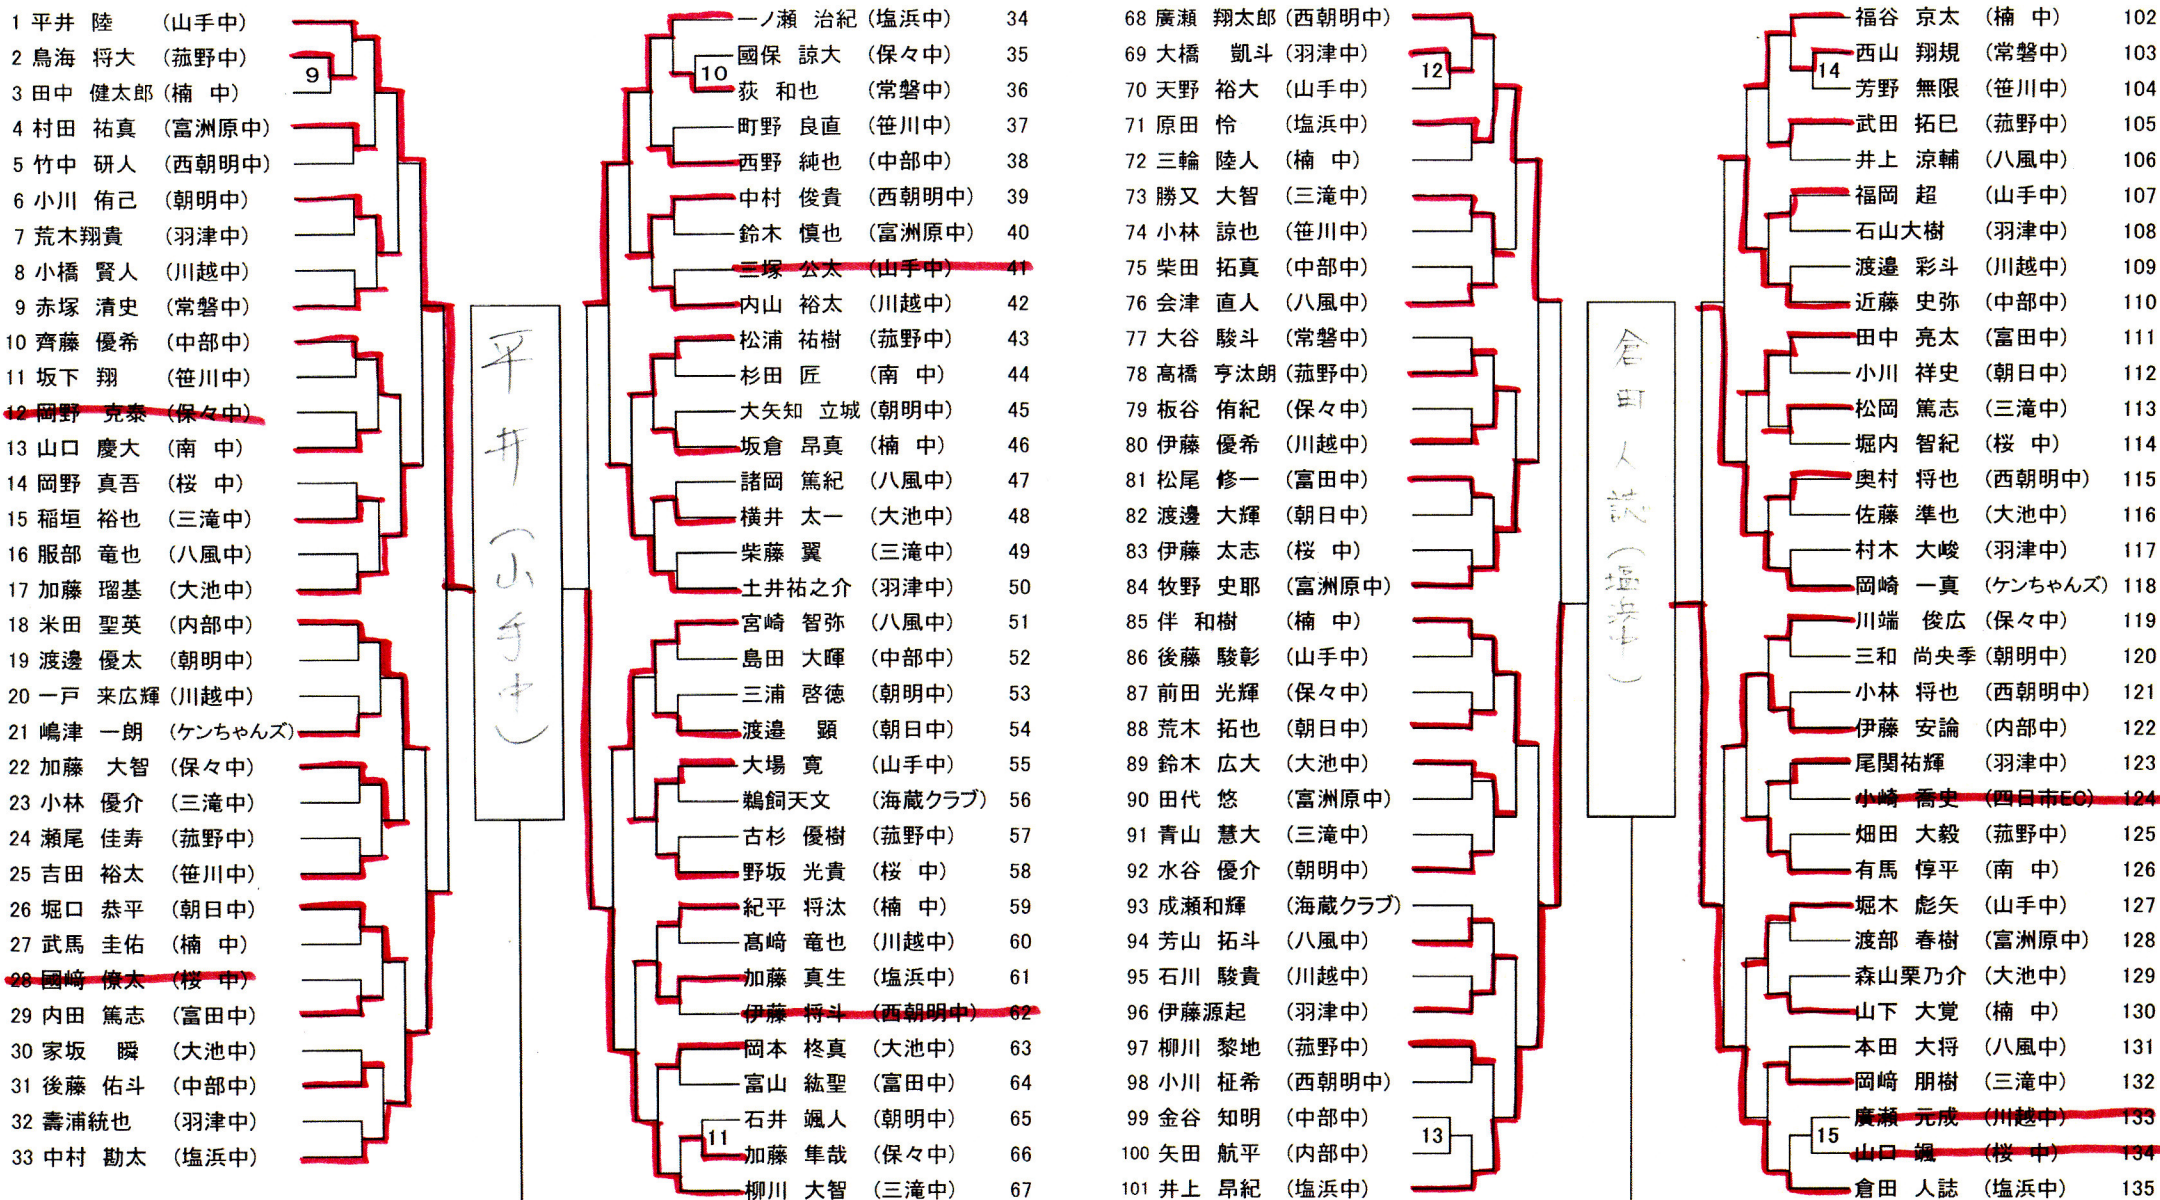 1 平井 陸 (山手中)
2 鳥海 将大 (菰野中)
3 田中 健太郎 (楠 中)
9
4 村田 祐真 (富洲原中)
5 竹中 研人 (西朝明中)
6 小川 侑己 (朝明中)
7 荒木翔貴 (羽津中)
8 小橋 賢人 (川越中)
9 赤塚 清史 (常磐中)
10 齊藤 優希 (中部中)
11 坂下 翔 (笹川中)
12 岡野 克泰 (保々中)
13 山口 慶大 (南 中)
14 岡野 真吾 (桜 中)
15 稲垣 裕也 (三滝中)
16 服部 竜也 (八風中)
17 加藤 瑠基 (大池中)
18 米田 聖英 (内部中)
19 渡邊 優太 (朝明中)
20 一戸 来広輝 (川越中)
21 嶋津 一朗 (ケンちゃんズ)
22 加藤 大智 (保々中)
23 小林 優介 (三滝中)
24 瀬尾 佳寿 (菰野中)
25 吉田 裕太 (笹川中)
26 堀口 恭平 (朝日中)
27 武馬 圭佑 (楠 中)
28 國﨑 僚太 (桜 中)
29 内田 篤志 (富田中)
30 家坂 瞬 (大池中)
31 後藤 佑斗 (中部中)
32 壽浦統也 (羽津中)
33 中村 勘太 (塩浜中)
平井(山手中)
一ノ瀬 治紀 (塩浜中) 34
國保 諒大 (保々中) 35
10
荻 和也 (常磐中) 36
町野 良直 (笹川中) 37
西野 純也 (中部中) 38
中村 俊貴 (西朝明中) 39
鈴木 慎也 (富洲原中) 40
三塚 公太 (山手中) 41
内山 裕太 (川越中) 42
松浦 祐樹 (菰野中) 43
杉田 匠 (南 中) 44
大矢知 立城 (朝明中) 45
坂倉 昂真 (楠 中) 46
諸岡 篤紀 (八風中) 47
横井 太一 (大池中) 48
柴藤 翼 (三滝中) 49
土井祐之介 (羽津中) 50
宮崎 智弥 (八風中) 51
島田 大暉 (中部中) 52
三浦 啓徳 (朝明中) 53
渡邉 顕 (朝日中) 54
大場 寛 (山手中) 55
鵜飼天文 (海蔵クラブ) 56
古杉 優樹 (菰野中) 57
野坂 光貴 (桜 中) 58
紀平 将汰 (楠 中) 59
髙﨑 竜也 (川越中) 60
加藤 真生 (塩浜中) 61
伊藤 将斗 (西朝明中) 62
岡本 柊真 (大池中) 63
富山 紘聖 (富田中) 64
石井 颯人 (朝明中) 65
11
加藤 隼哉 (保々中) 66
柳川 大智 (三滝中) 67
68 廣瀬 翔太郎 (西朝明中)
69 大橋 凱斗 (羽津中)
12
70 天野 裕大 (山手中)
71 原田 怜 (塩浜中)
72 三輪 陸人 (楠 中)
73 勝又 大智 (三滝中)
74 小林 諒也 (笹川中)
75 柴田 拓真 (中部中)
76 会津 直人 (八風中)
77 大谷 駿斗 (常磐中)
78 髙橋 亨汰朗 (菰野中)
79 板谷 侑紀 (保々中)
80 伊藤 優希 (川越中)
81 松尾 修一 (富田中)
82 渡邊 大輝 (朝日中)
83 伊藤 太志 (桜 中)
84 牧野 史耶 (富洲原中)
85 伴 和樹 (楠 中)
86 後藤 駿彰 (山手中)
87 前田 光輝 (保々中)
88 荒木 拓也 (朝日中)
89 鈴木 広大 (大池中)
90 田代 悠 (富洲原中)
91 青山 慧大 (三滝中)
92 水谷 優介 (朝明中)
93 成瀬和輝 (海蔵クラブ)
94 芳山 拓斗 (八風中)
95 石川 駿貴 (川越中)
96 伊藤源起 (羽津中)
97 柳川 黎地 (菰野中)
98 小川 柾希 (西朝明中)
99 金谷 知明 (中部中)
13
100 矢田 航平 (内部中)
101 井上 昂紀 (塩浜中)
倉田人誌(塩浜中)
福谷 京太 (楠 中) 102
西山 翔規 (常磐中) 103
14
芳野 無限 (笹川中) 104
武田 拓巳 (菰野中) 105
井上 涼輔 (八風中) 106
福岡 超 (山手中) 107
石山大樹 (羽津中) 108
渡邉 彩斗 (川越中) 109
近藤 史弥 (中部中) 110
田中 亮太 (富田中) 111
小川 祥史 (朝日中) 112
松岡 篤志 (三滝中) 113
堀内 智紀 (桜 中) 114
奥村 将也 (西朝明中) 115
佐藤 準也 (大池中) 116
村木 大峻 (羽津中) 117
岡崎 一真 (ケンちゃんズ) 118
川端 俊広 (保々中) 119
三和 尚央季 (朝明中) 120
小林 将也 (西朝明中) 121
伊藤 安論 (内部中) 122
尾関祐輝 (羽津中) 123
小崎 喬史 (四日市EC) 124
畑田 大毅 (菰野中) 125
有馬 惇平 (南 中) 126
堀木 彪矢 (山手中) 127
渡部 春樹 (富洲原中) 128
森山栗乃介 (大池中) 129
山下 大覚 (楠 中) 130
本田 大将 (八風中) 131
岡﨑 朋樹 (三滝中) 132
廣瀬 元成 (川越中) 133
15
山口 颯 (桜 中) 134
倉田 人誌 (塩浜中) 135